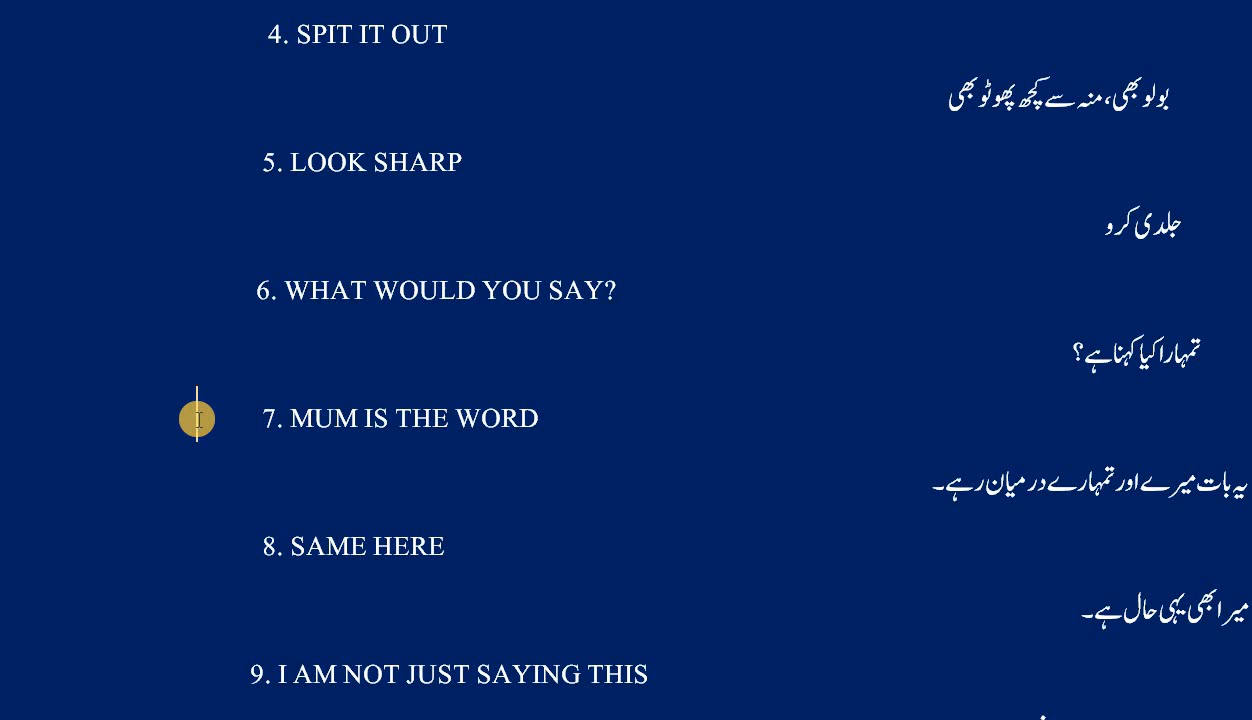 4. SPIT IT OUT
بولو بھی، منہ سے کچھ پھوٹو بھی
5. LOOK SHARP
جلدی کرو
6. WHAT WOULD YOU SAY?
تمہارا کیا کہنا ہے؟
7. MUM IS THE WORD
یہ بات میرے اور تمہارے درمیان رہے۔
8. SAME HERE
میرا بھی یہی حال ہے۔
9. I AM NOT JUST SAYING THIS